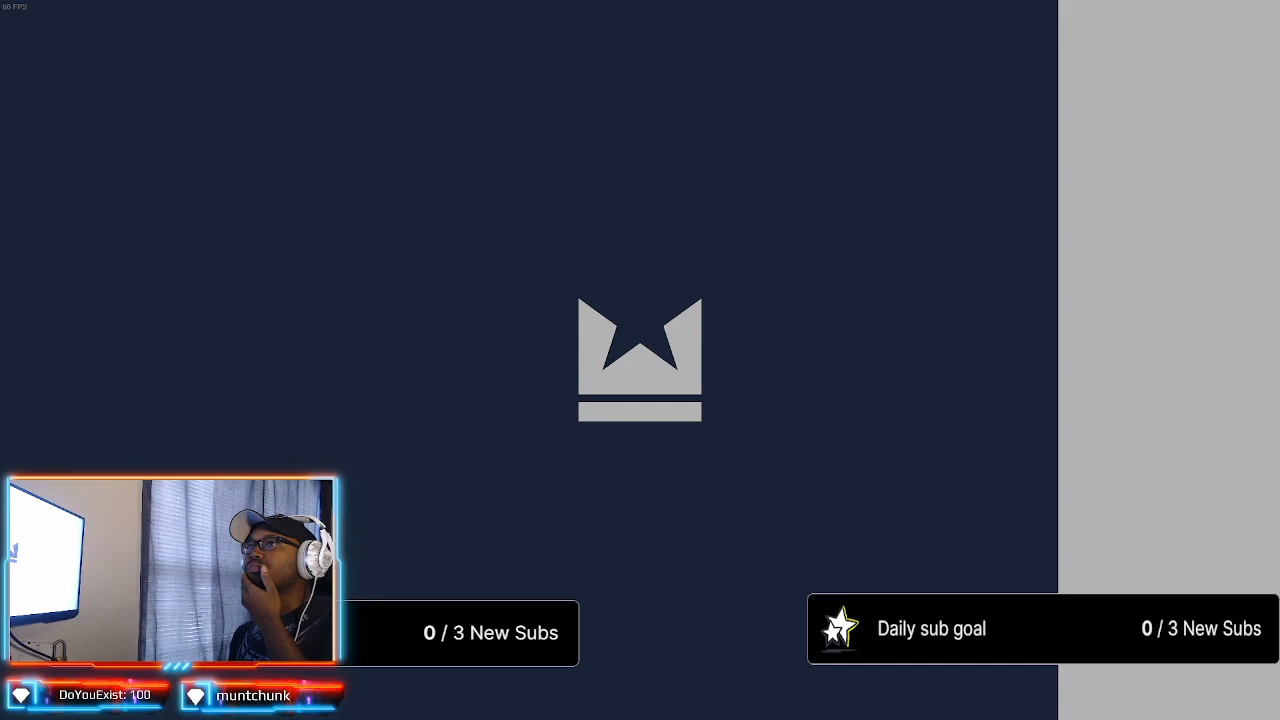 60 FPS
0 / 3 New Subs
Daily sub goal
0 / 3 New Subs
DoYouExist: 100
muntchunk